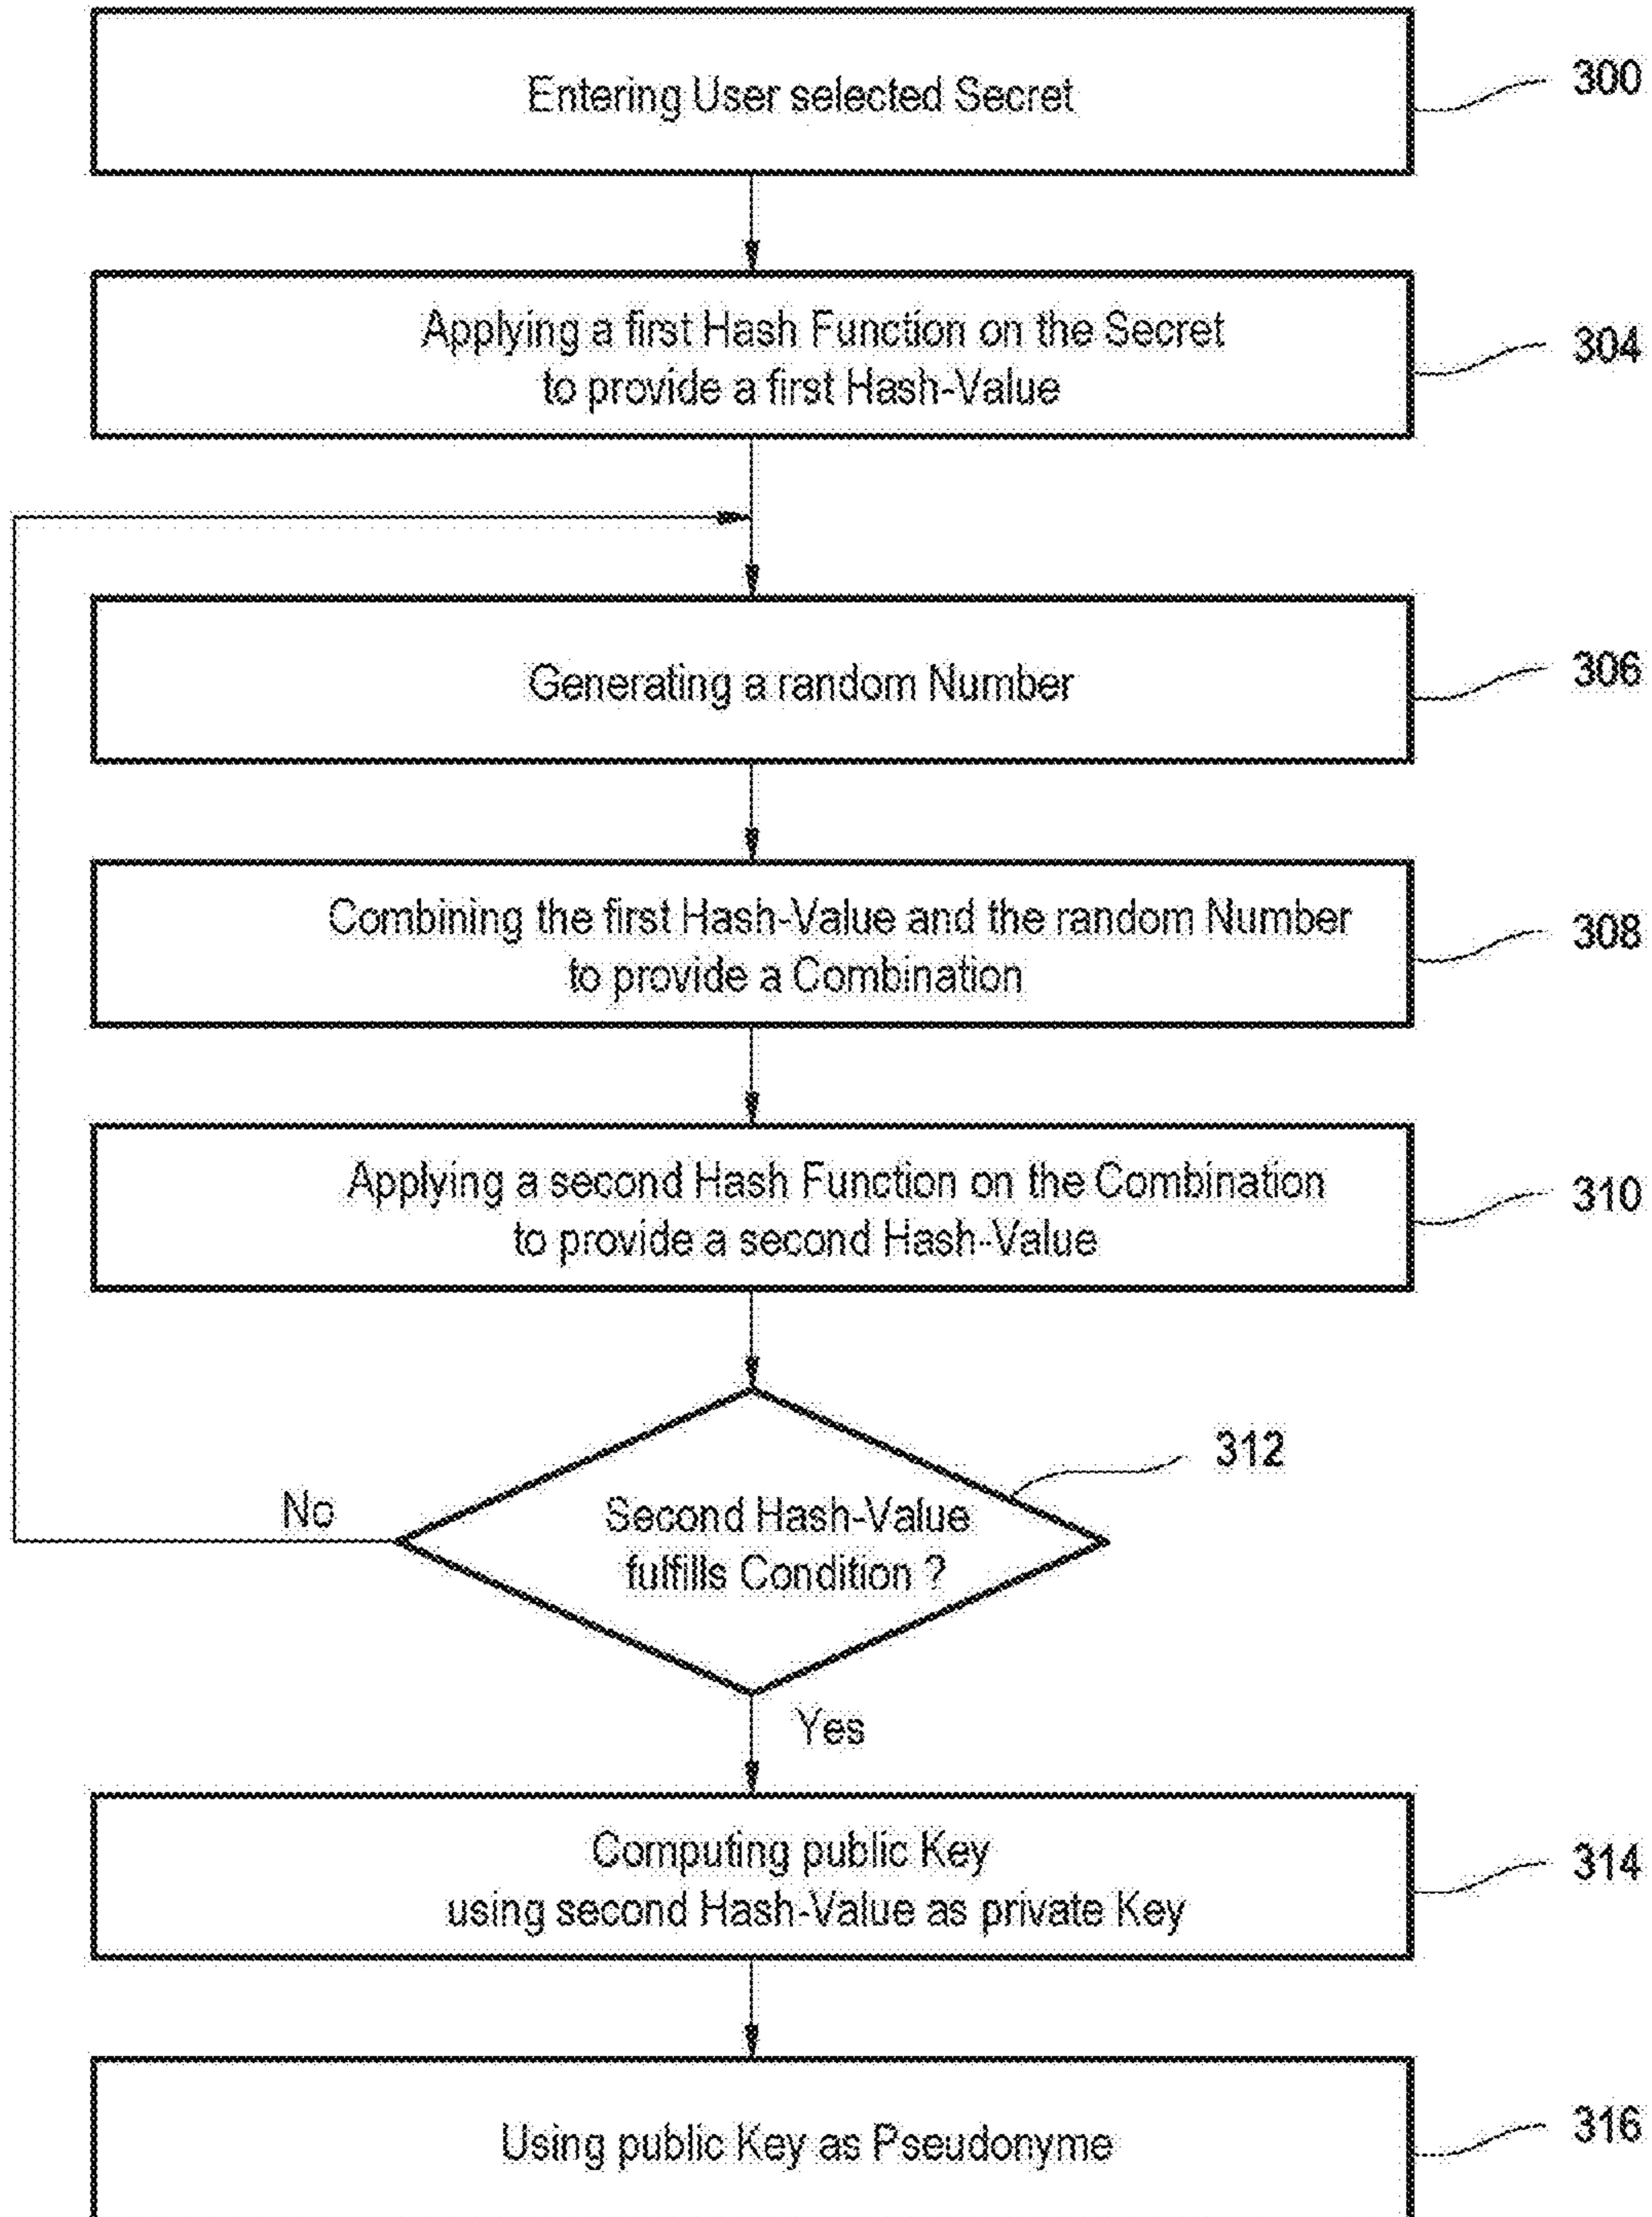 Entering User selected Secret
300
Applying a first Hash Function on the Secret
to provide a first Hash-Value
304
Generating a random Number
306
Combining the first Hash-Value and the random Number
to provide a Combination
308
Applying a second Hash Function on the Combination
to provide a second Hash-Value
310
312
No
Second Hash-Value
fulfills Condition ?
Yes
Computing public Key
using second Hash-Value as private Key
314
Using public Key as Pseudonyme
316